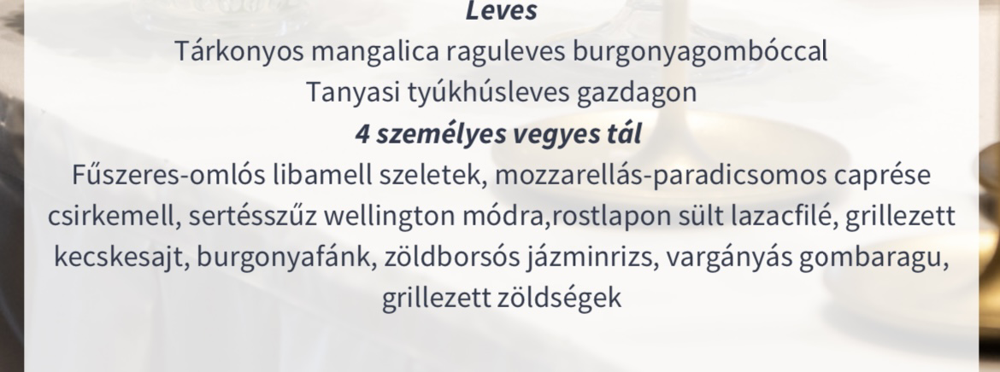 Leves
Tárkonyos mangalica raguleves burgonyagombóccal
Tanyasi tyúkhúsleves gazdagon
4 személyes vegyes tál
Fűszeres-omlós libamell szeletek, mozzarellás-paradicsomos caprése
csirkemell, sertésszűz wellington módra,rostlapon sült lazacfilé, grillezett
kecskesajt, burgonyafánk, zöldborsós jázminrizs, vargányás gombaragu,
grillezett zöldségek